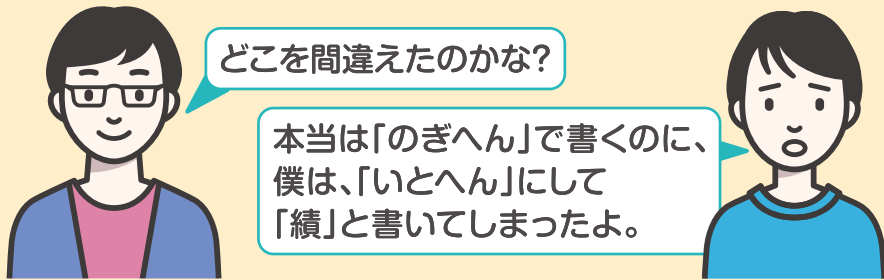 どこを間違えたのかな?
本当は「のぎへん」で書くのに、
僕は、「いとへん」にして
「績」と書いてしまったよ。